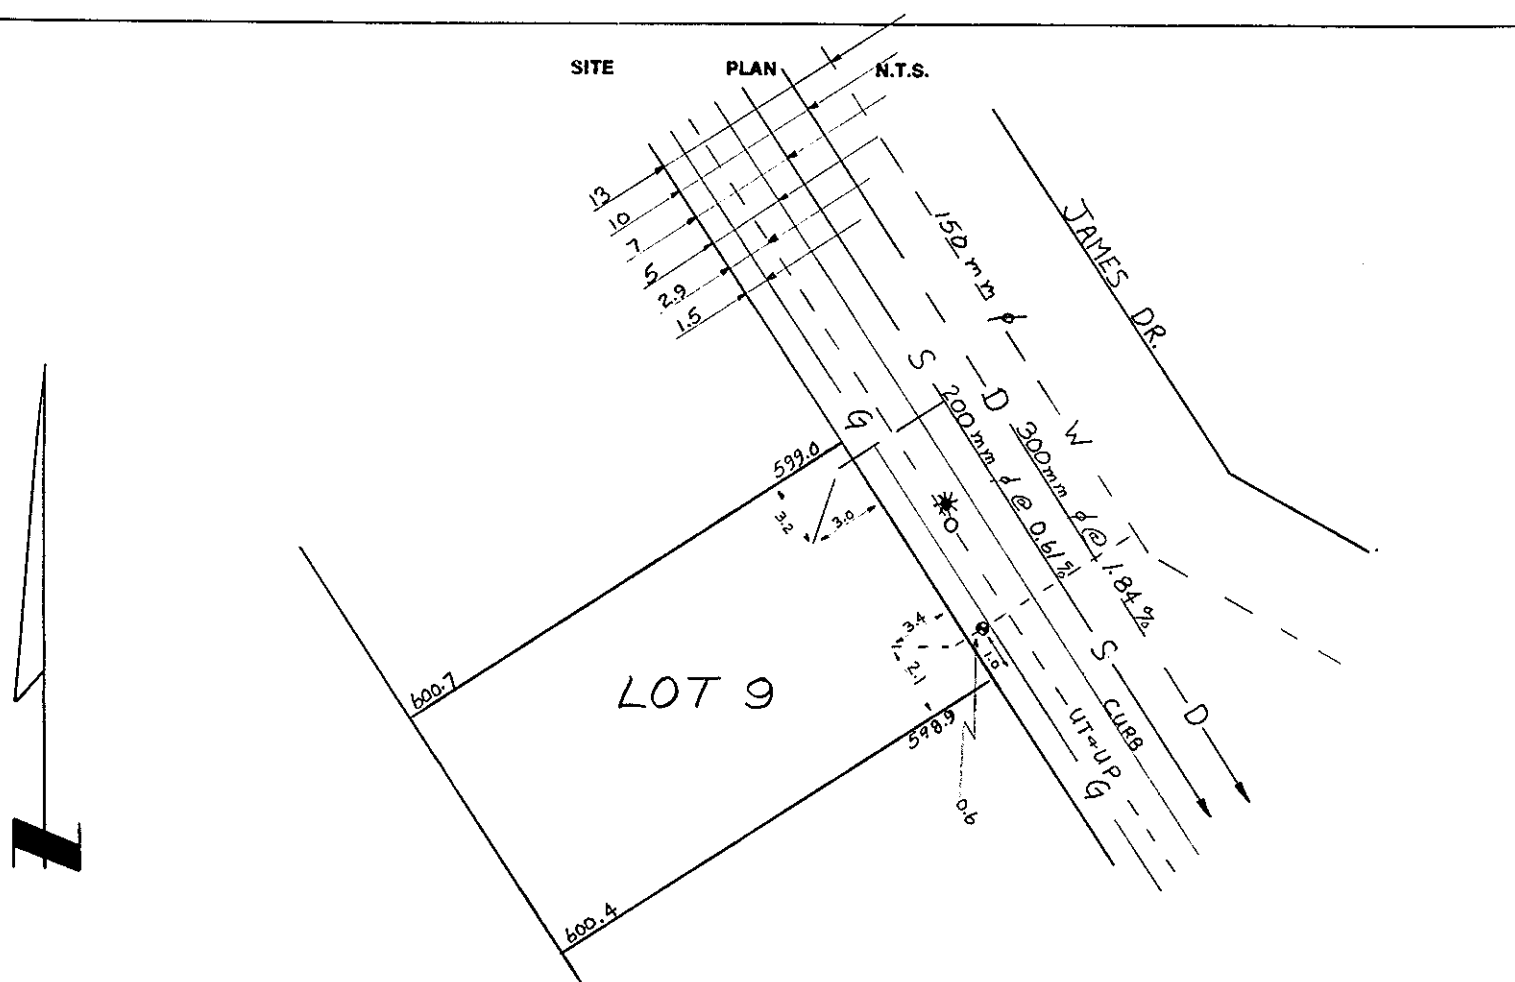 SITE PLAN N.T.S.
13
10
7
5
2.9
1.5
150 mm φ
JAMES DR.
S
D
W
G
200mm φ @ 0.61%
300mm φ @ 1.84%
599.0
3.2
3.0
3.4
2.1
1.0
600.7
LOT 9
598.9
0.6
S
D
CURB
UT&UP
G
600.4